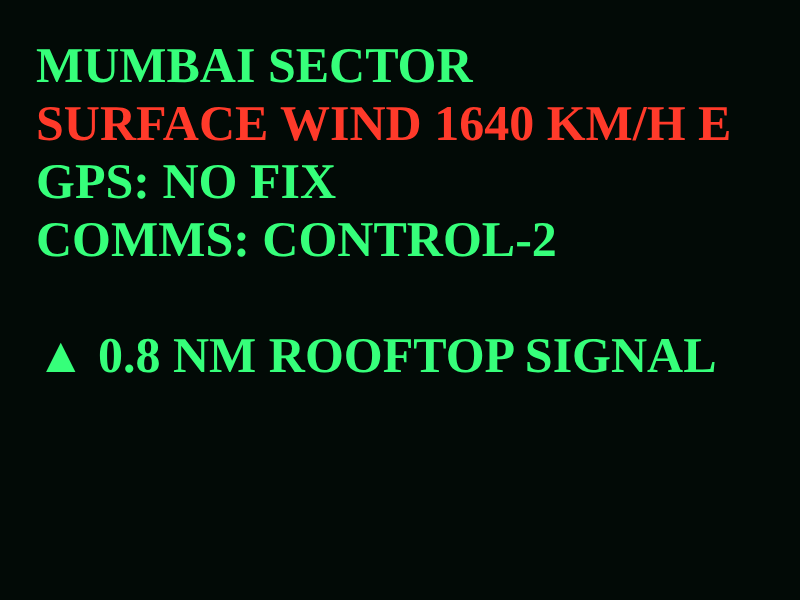 MUMBAI SECTOR
SURFACE WIND 1640 KM/H E
GPS: NO FIX
COMMS: CONTROL-2
▲ 0.8 NM ROOFTOP SIGNAL